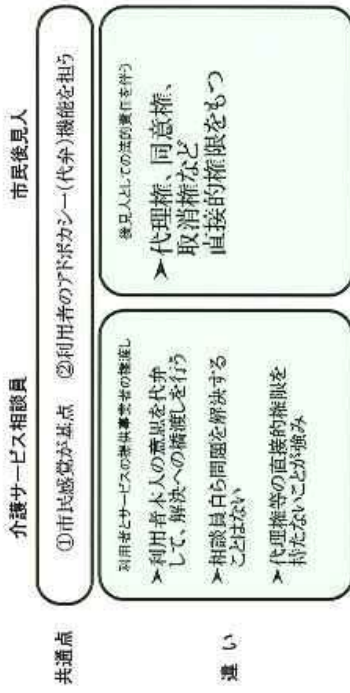 介護サービス相談員
市民後見人
共通点
①市民感覚が基点 ②利用者のアドボカシー(代弁)機能を担う
違い
利用者とサービスの提供事業者の橋渡し
➤利用者本人の意思を代弁
して、解決への橋渡しを行う
➤相談員自ら問題を解決する
ことはない
➤代理権等の直接的権限を
持たないことが強み
後見人としての法的責任を伴う
➤代理権、同意権、
取消権など
直接的権限をもつ